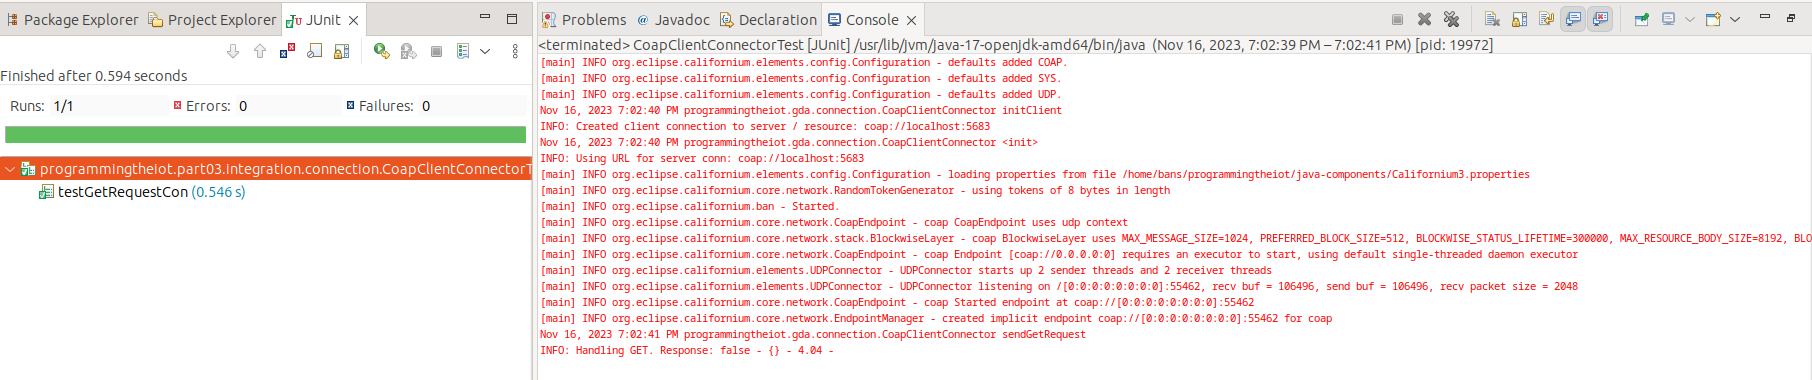 Package Explorer Project Explorer JUnit
Finished after 0.594 seconds
Runs: 1/1 Errors: 0 Failures: 0
programmingtheiot.part03.integration.connection.CoapClientConnectorT
testGetRequestCon (0.546 s)
Problems Javadoc Declaration Console
<terminated> CoapClientConnectorTest [JUnit] /usr/lib/jvm/java-17-openjdk-amd64/bin/java (Nov 16, 2023, 7:02:39 PM – 7:02:41 PM) [pid: 19972]
[main] INFO org.eclipse.californium.elements.config.Configuration - defaults added COAP.
[main] INFO org.eclipse.californium.elements.config.Configuration - defaults added SYS.
[main] INFO org.eclipse.californium.elements.config.Configuration - defaults added UDP.
Nov 16, 2023 7:02:40 PM programmingtheiot.gda.connection.CoapClientConnector initClient
INFO: Created client connection to server / resource: coap://localhost:5683
Nov 16, 2023 7:02:40 PM programmingtheiot.gda.connection.CoapClientConnector <init>
INFO: Using URL for server conn: coap://localhost:5683
[main] INFO org.eclipse.californium.elements.config.Configuration - loading properties from file /home/bans/programmingtheiot/java-components/Californium3.properties
[main] INFO org.eclipse.californium.core.network.RandomTokenGenerator - using tokens of 8 bytes in length
[main] INFO org.eclipse.californium.ban - Started.
[main] INFO org.eclipse.californium.core.network.CoapEndpoint - coap CoapEndpoint uses udp context
[main] INFO org.eclipse.californium.core.network.stack.BlockwiseLayer - coap BlockwiseLayer uses MAX_MESSAGE_SIZE=1024, PREFERRED_BLOCK_SIZE=512, BLOCKWISE_STATUS_LIFETIME=300000, MAX_RESOURCE_BODY_SIZE=8192, BLO
[main] INFO org.eclipse.californium.core.network.CoapEndpoint - coap Endpoint [coap://0.0.0.0:0] requires an executor to start, using default single-threaded daemon executor
[main] INFO org.eclipse.californium.elements.UDPConnector - UDPConnector starts up 2 sender threads and 2 receiver threads
[main] INFO org.eclipse.californium.elements.UDPConnector - UDPConnector listening on /[0:0:0:0:0:0:0:0]:55462, recv buf = 106496, send buf = 106496, recv packet size = 2048
[main] INFO org.eclipse.californium.core.network.CoapEndpoint - coap Started endpoint at coap://[0:0:0:0:0:0:0:0]:55462
[main] INFO org.eclipse.californium.core.network.EndpointManager - created implicit endpoint coap://[0:0:0:0:0:0:0:0]:55462 for coap
Nov 16, 2023 7:02:41 PM programmingtheiot.gda.connection.CoapClientConnector sendGetRequest
INFO: Handling GET. Response: false - {} - 4.04 -